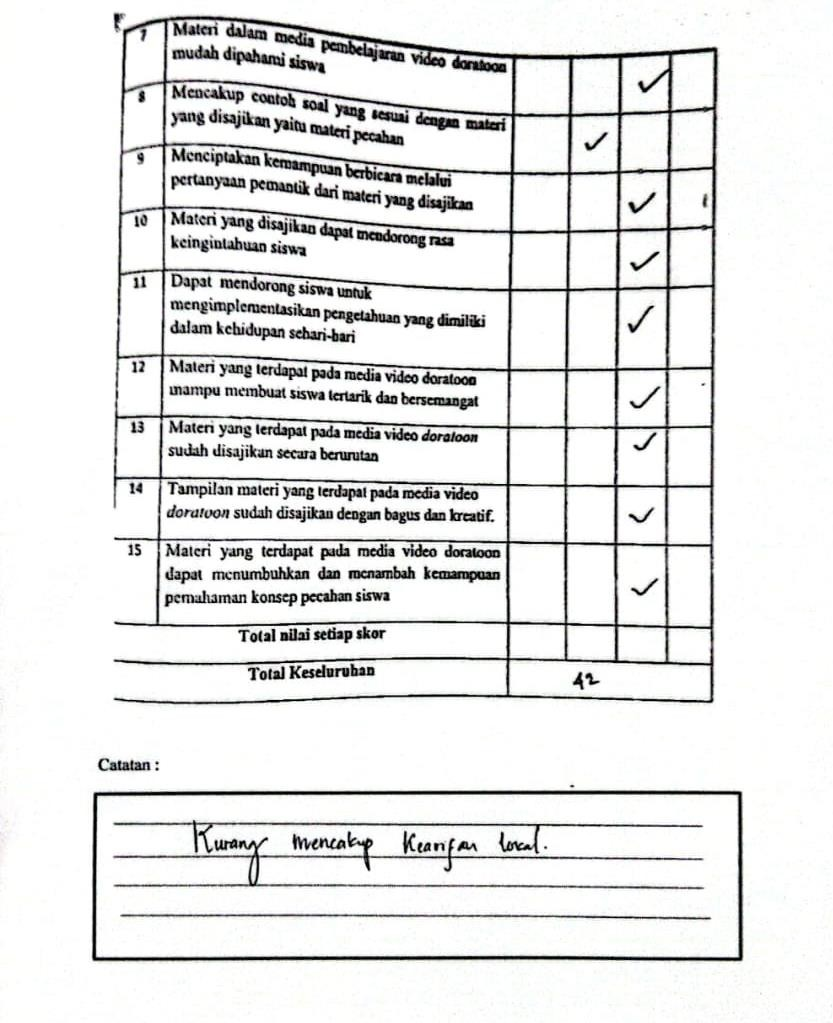 7 Materi dalam media pembelajaran video doratoon
mudah dipahami siswa
8 Mencakup contoh soal yang sesuai dengan materi
yang disajikan yaitu materi pecahan
9 Menciptakan kemampuan berbicara melalui
pertanyaan pemantik dari materi yang disajikan
10 Materi yang disajikan dapat mendorong rasa
keingintahuan siswa
11 Dapat mendorong siswa untuk
mengimplementasikan pengetahuan yang dimiliki
dalam kehidupan sehari-hari
12 Materi yang terdapat pada media video doratoon
mampu membuat siswa tertarik dan bersemangat
13 Materi yang terdapat pada media video doratoon
sudah disajikan secara berurutan
14 Tampilan materi yang terdapat pada media video
doratoon sudah disajikan dengan bagus dan kreatif.
15 Materi yang terdapat pada media video doratoon
dapat menumbuhkan dan menambah kemampuan
pemahaman konsep pecahan siswa
Total nilai setiap skor
Total Keseluruhan 42
Catatan :
Kurang mencakup Kearifan lokal.